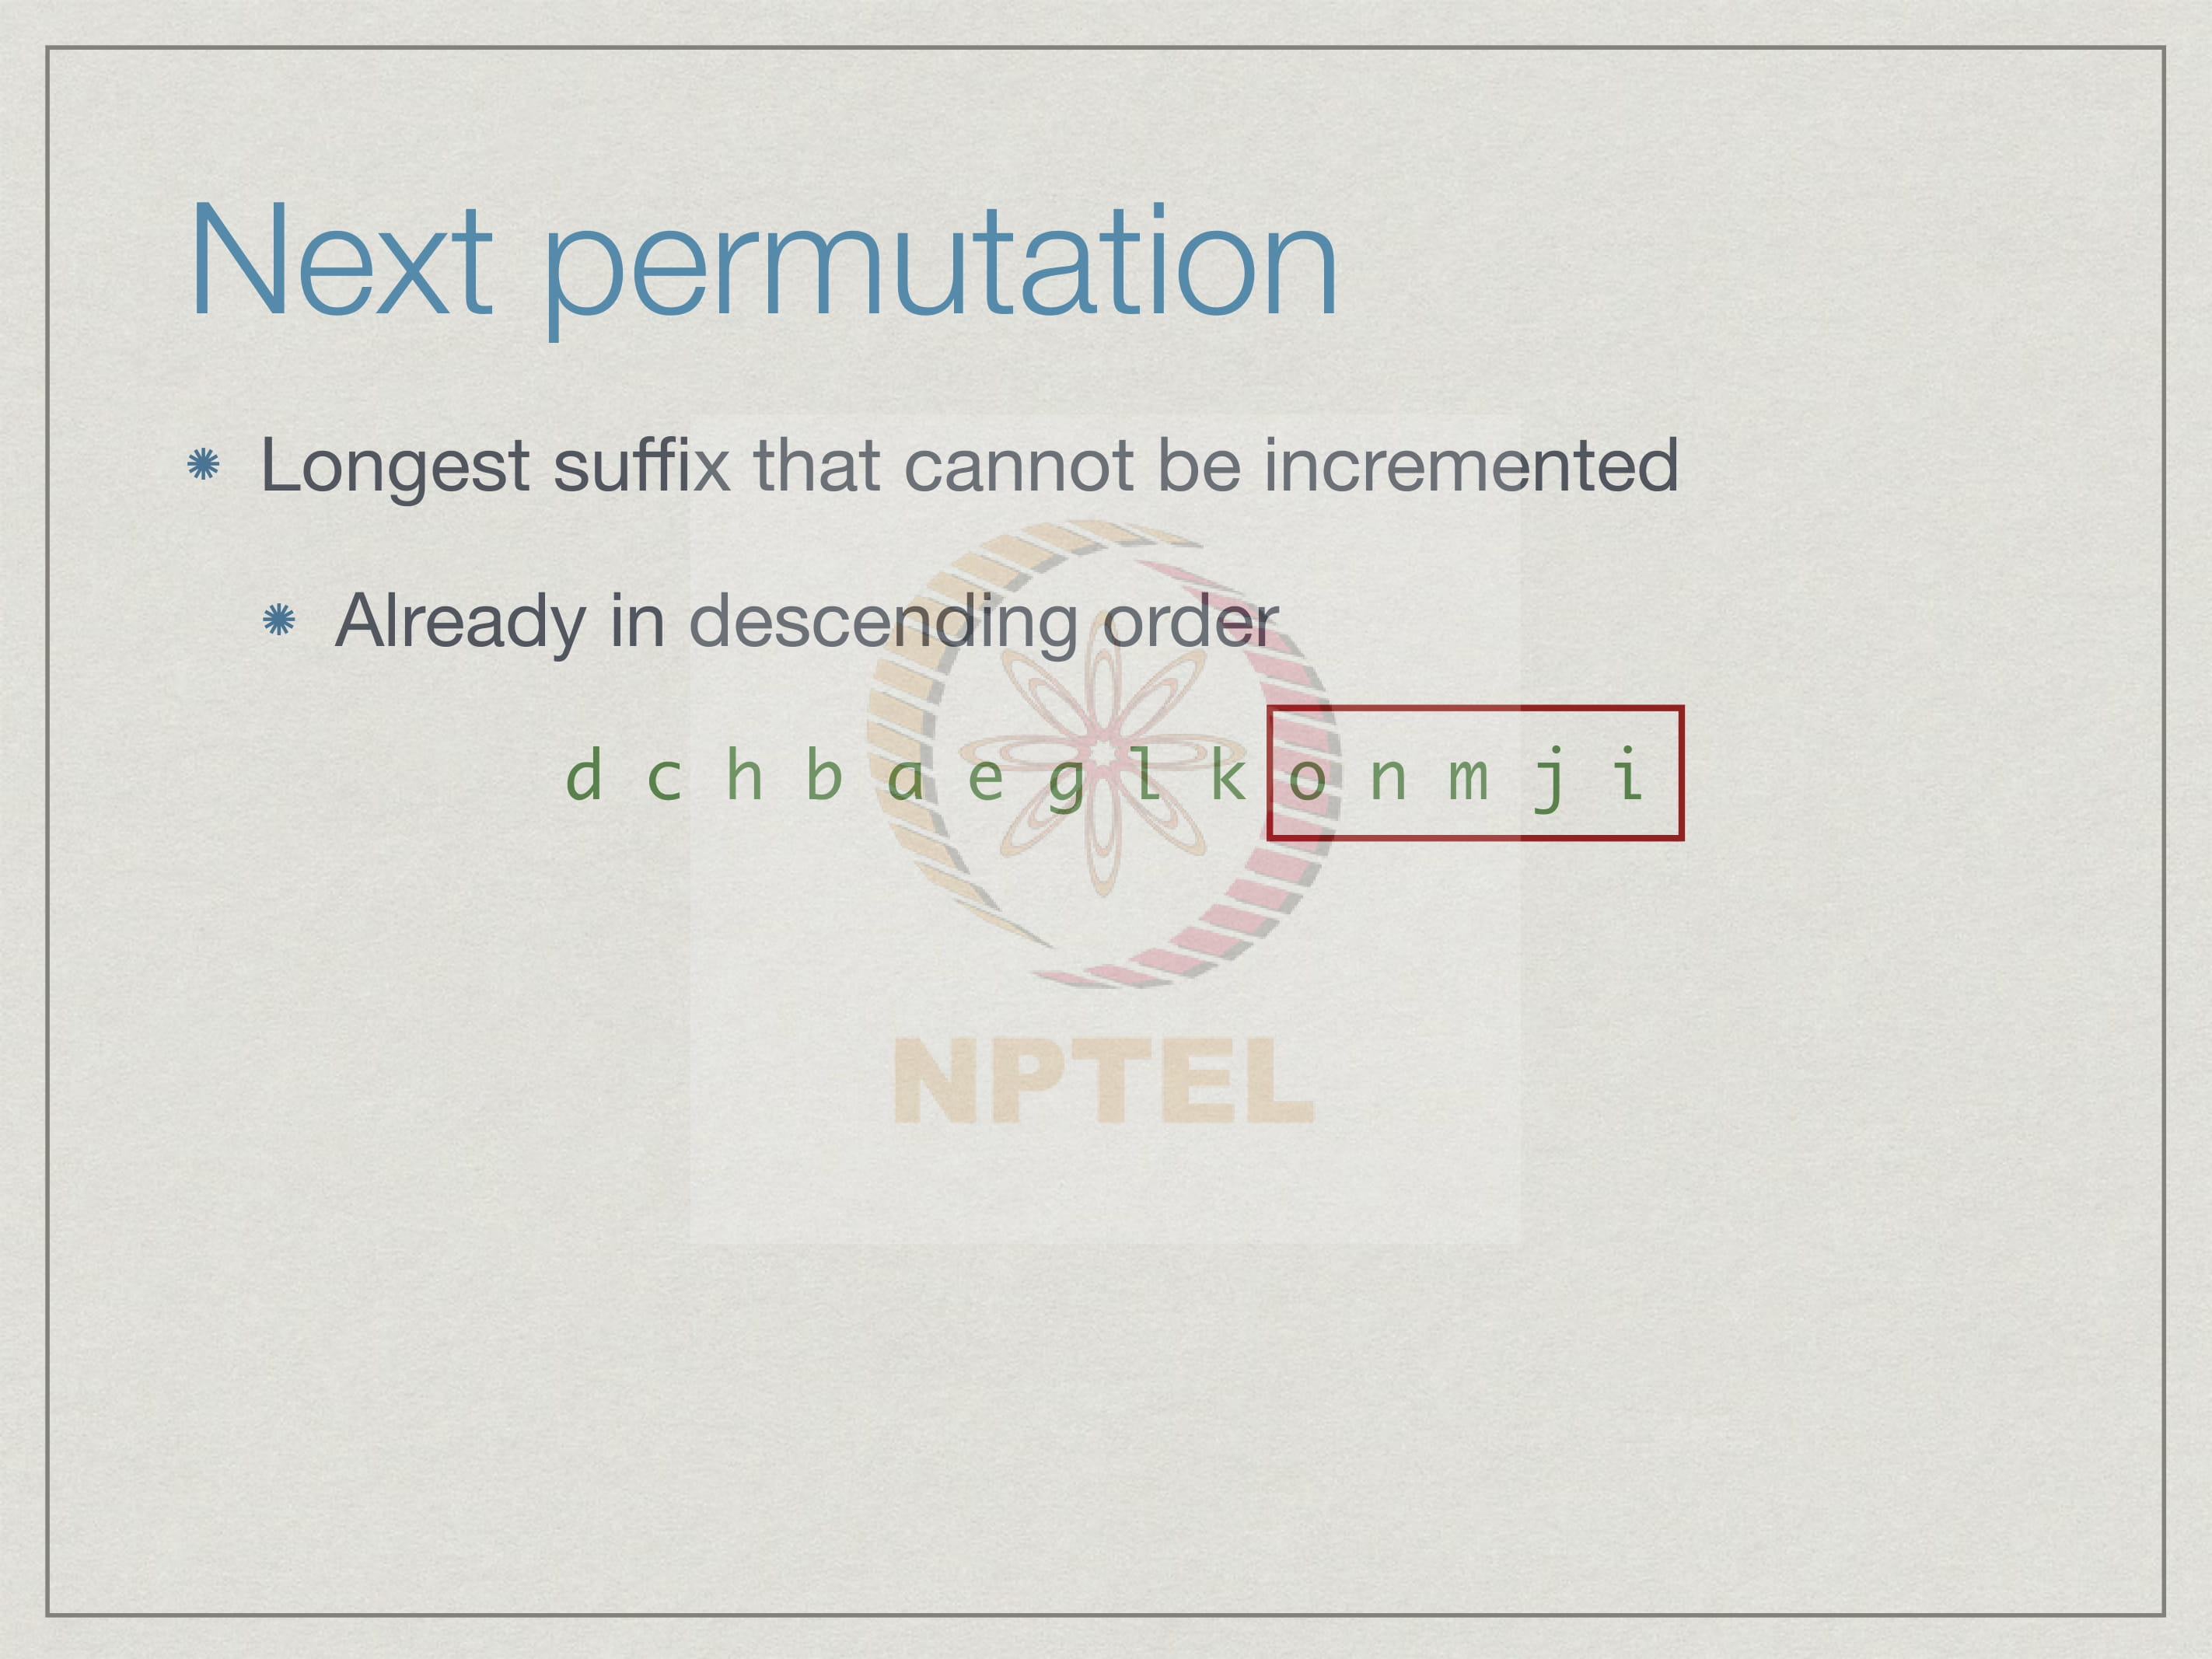 Next permutation
Longest suffix that cannot be incremented
Already in descending order
d c h b a e g l k o n m j i
NPTEL